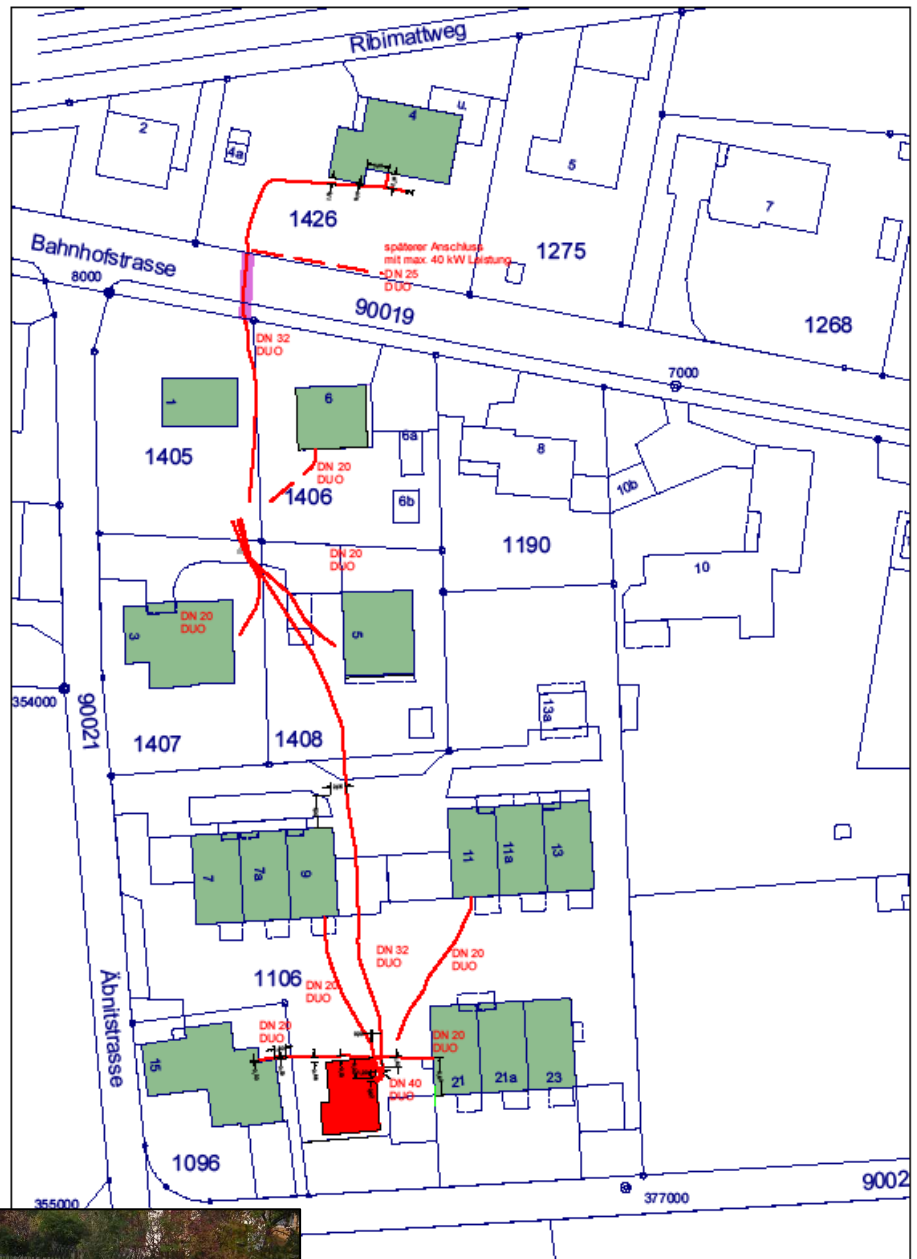 Ribimattweg
2
4a
4
u.
5
7
1426
1275
späterer Anschluss
mit max. 40 kW Leistung
DN 25
DUO
Bahnhofstrasse
8000
90019
1268
DN 32
DUO
7000
1
6
6a
8
1405
DN 20
DUO
1406
6b
10b
1190
10
DN 20
DUO
DN 20
DUO
3
5
354000
90021
13a
1407
1408
7
7a
9
11
11a
13
DN 32
DUO
DN 20
DUO
1106
DN 20
DUO
Äbnitstrasse
DN 20
DUO
DN 20
DUO
15
DN 40
DUO
21
21a
23
1096
9002
355000
377000